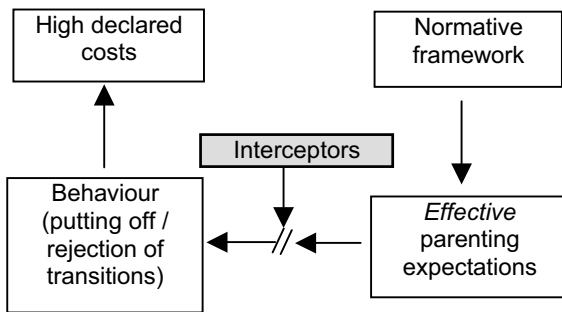 High declared
costs
Normative
framework
Interceptors
Behaviour
(putting off /
rejection of
transitions)
Effective
parenting
expectations